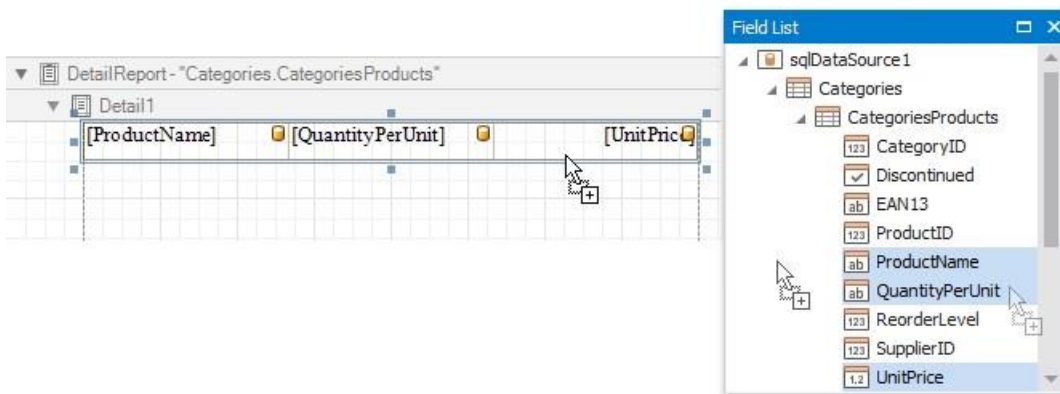 Field List
DetailReport - "Categories.CategoriesProducts"
Detail1
[ProductName] [QuantityPerUnit] [UnitPrice]
sqlDataSource1
Categories
CategoriesProducts
123 CategoryID
Discontinued
ab EAN13
123 ProductID
ab ProductName
ab QuantityPerUnit
123 ReorderLevel
123 SupplierID
1,2 UnitPrice